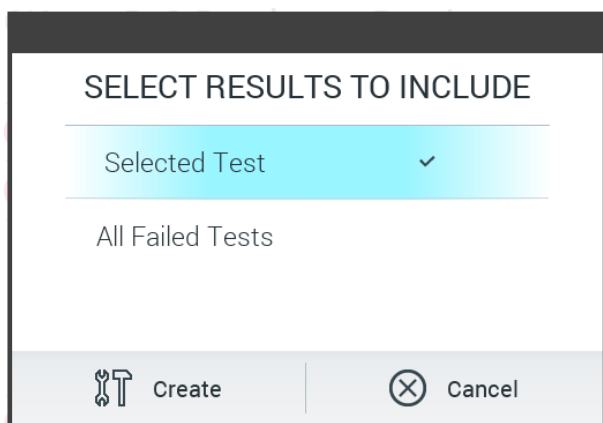 SELECT RESULTS TO INCLUDE
Selected Test
All Failed Tests
Create
Cancel